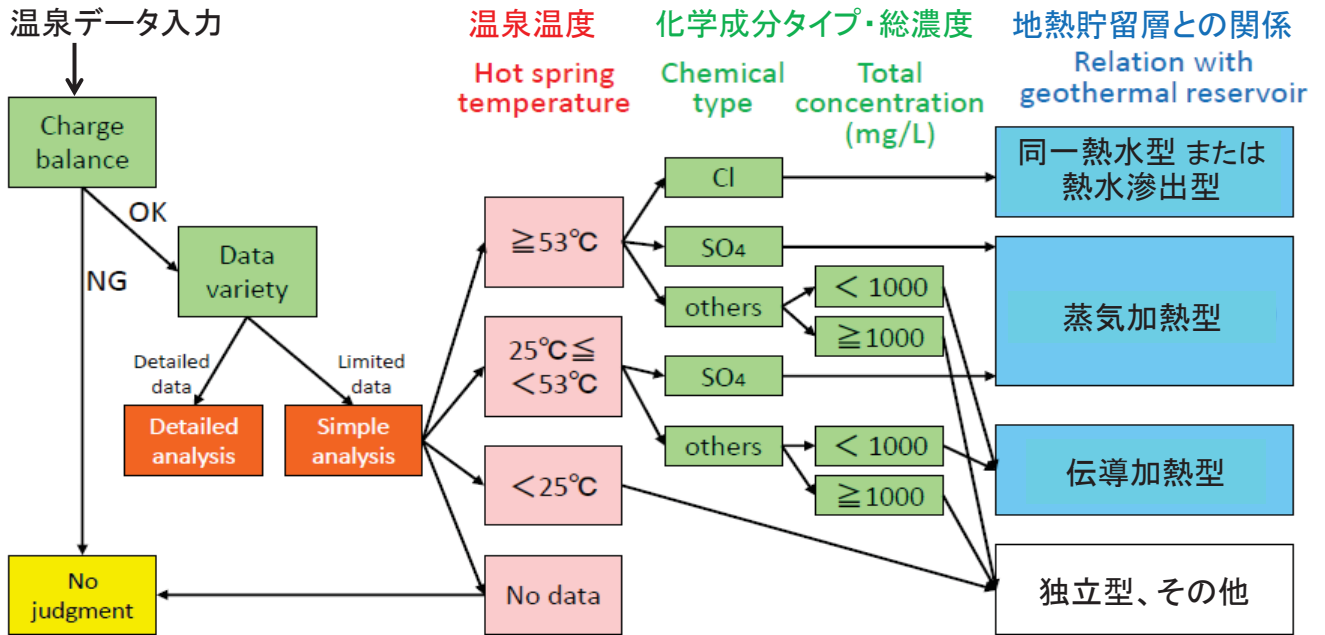 温泉データ入力
温泉温度
化学成分タイプ・総濃度
地熱貯留層との関係
Hot spring
temperature
Chemical
type
Total
concentration
(mg/L)
Relation with
geothermal reservoir
Charge
balance
OK
NG
Data
variety
Detailed
data
Limited
data
Detailed
analysis
Simple
analysis
No
judgment
≧53℃
25℃≦
<53℃
<25℃
No data
Cl
SO₄
others
< 1000
≧1000
SO₄
others
< 1000
≧1000
同一熱水型 または
熱水滲出型
蒸気加熱型
伝導加熱型
独立型、その他